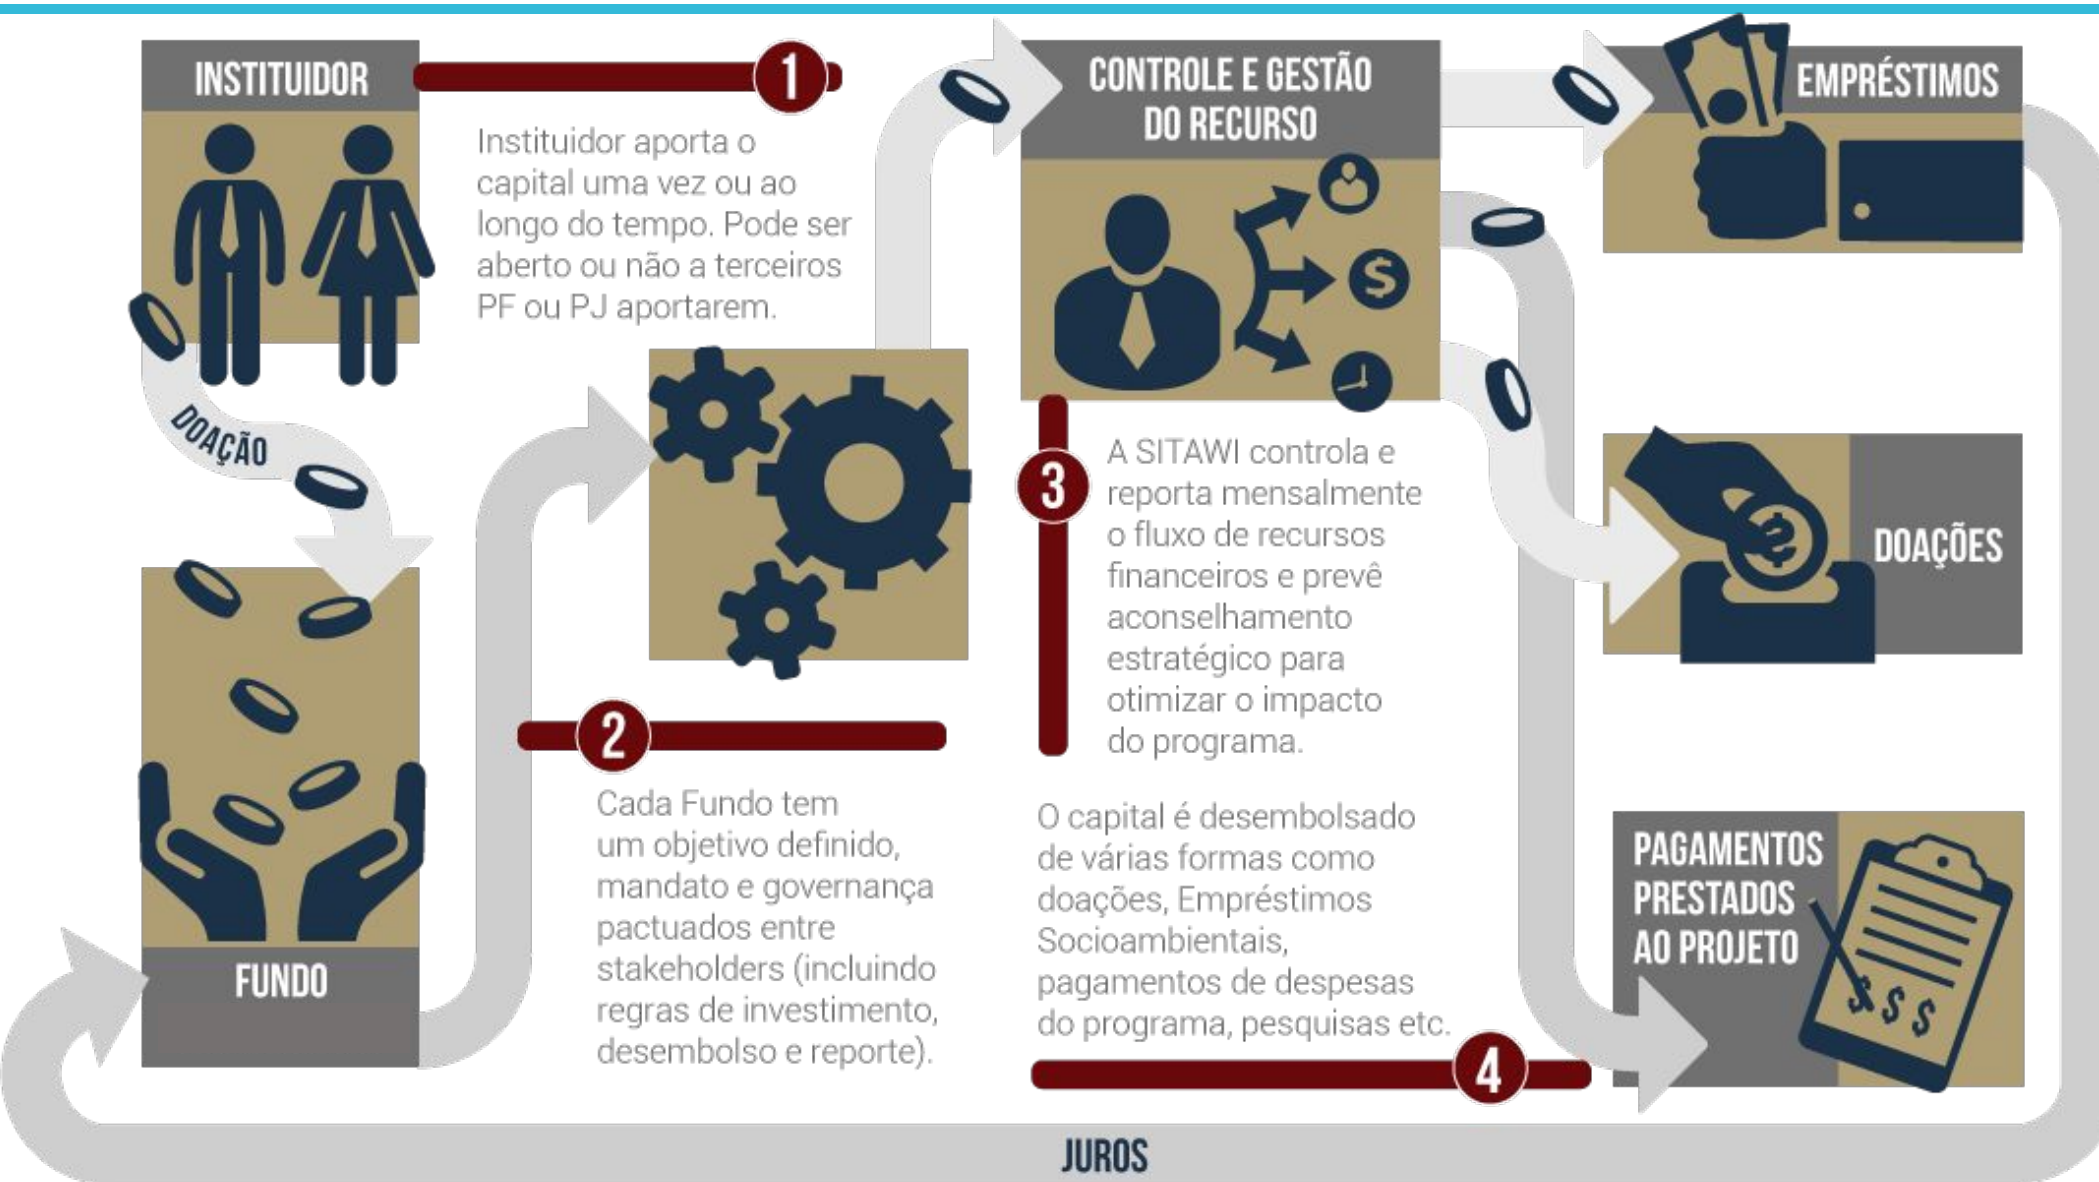 INSTITUIDOR
1
Instituidor aporta o
capital uma vez ou ao
longo do tempo. Pode ser
aberto ou não a terceiros
PF ou PJ aportarem.
DOAÇÃO
FUNDO
2
Cada Fundo tem
um objetivo definido,
mandato e governança
pactuados entre
stakeholders (incluindo
regras de investimento,
desembolso e reporte).
CONTROLE E GESTÃO
DO RECURSO
$
3
A SITAWI controla e
reporta mensalmente
o fluxo de recursos
financeiros e prevê
aconselhamento
estratégico para
otimizar o impacto
do programa.
O capital é desembolsado
de várias formas como
doações, Empréstimos
Socioambientais,
pagamentos de despesas
do programa, pesquisas etc.
4
EMPRÉSTIMOS
DOAÇÕES
PAGAMENTOS
PRESTADOS
AO PROJETO
$ $ $
JUROS